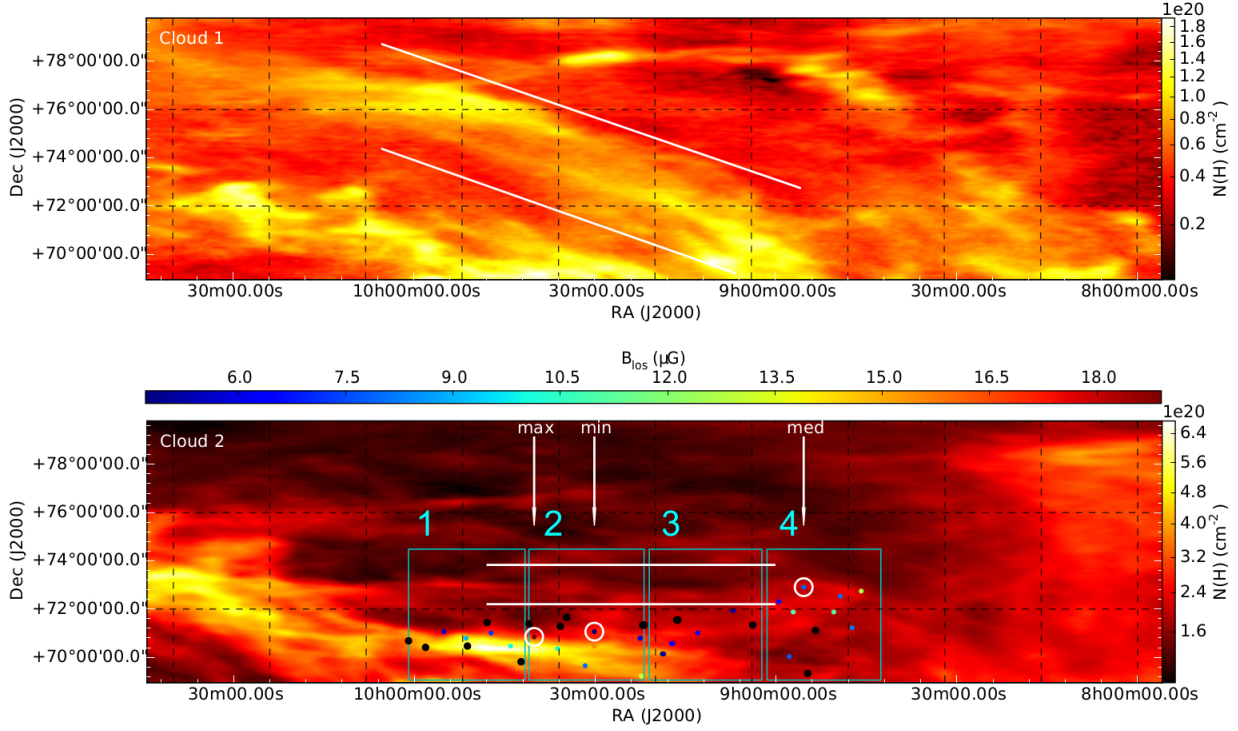 1e20
Cloud 1
+78°00'00.0"
+76°00'00.0"
+74°00'00.0"
+72°00'00.0"
+70°00'00.0"
Dec (J2000)
1.8
1.6
1.4
1.2
1.0
0.8
0.6
0.4
0.2
N(H) (cm⁻²)
30m00.00s 10h00m00.00s 30m00.00s 9h00m00.00s 30m00.00s 8h00m00.00s
RA (J2000)
B_los (μG)
6.0 7.5 9.0 10.5 12.0 13.5 15.0 16.5 18.0
1e20
Cloud 2
max min med
1 2 3 4
+78°00'00.0"
+76°00'00.0"
+74°00'00.0"
+72°00'00.0"
+70°00'00.0"
Dec (J2000)
6.4
4.8
4.0
3.2
2.4
1.6
N(H) (cm⁻²)
30m00.00s 10h00m00.00s 30m00.00s 9h00m00.00s 30m00.00s 8h00m00.00s
RA (J2000)